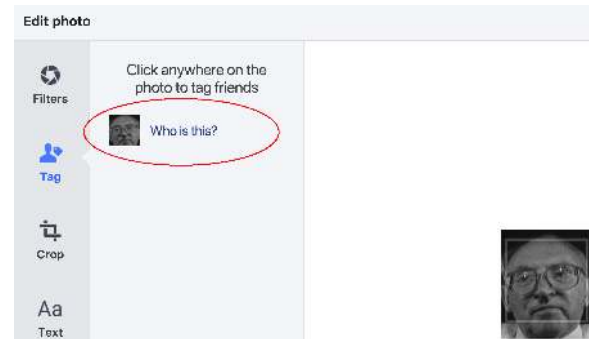 Edit photo
Filters
Click anywhere on the
photo to tag friends
Who is this?
Tag
Crop
Aa
Text